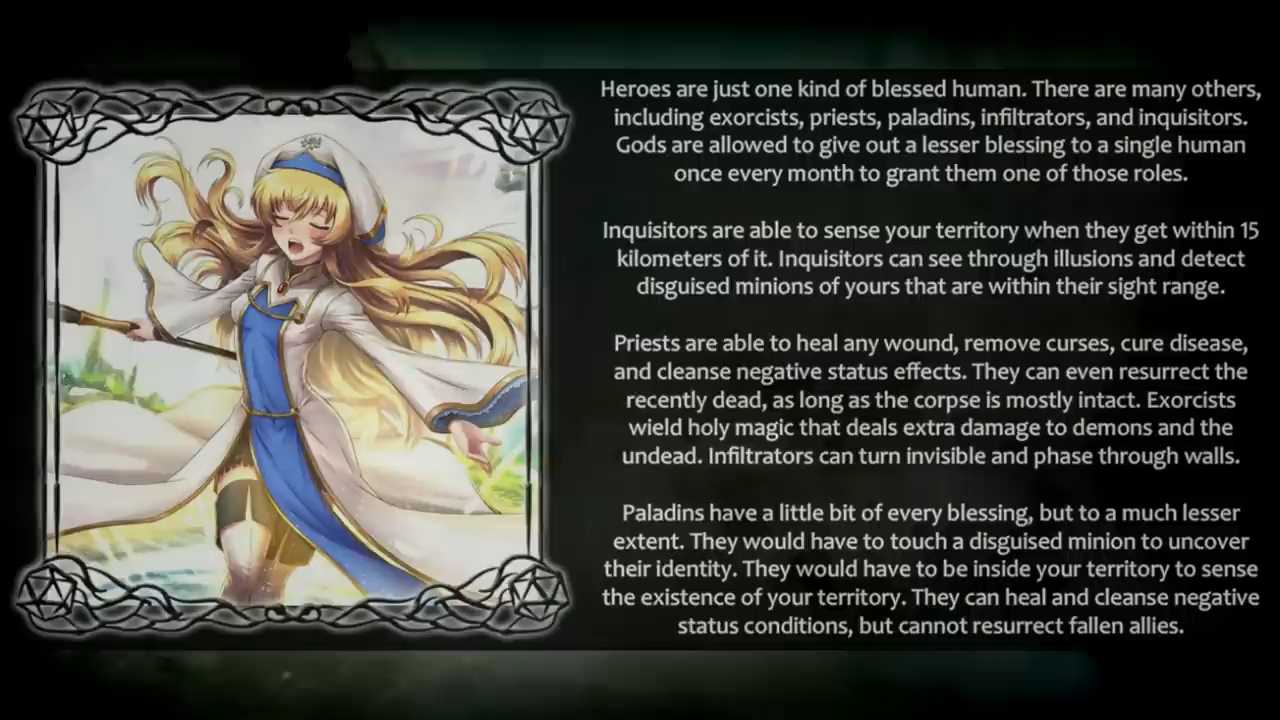 Heroes are just one kind of blessed human. There are many others,
including exorcists, priests, paladins, infiltrators, and inquisitors.
Gods are allowed to give out a lesser blessing to a single human
once every month to grant them one of those roles.
Inquisitors are able to sense your territory when they get within 15
kilometers of it. Inquisitors can see through illusions and detect
disguised minions of yours that are within their sight range.
Priests are able to heal any wound, remove curses, cure disease,
and cleanse negative status effects. They can even resurrect the
recently dead, as long as the corpse is mostly intact. Exorcists
wield holy magic that deals extra damage to demons and the
undead. Infiltrators can turn invisible and phase through walls.
Paladins have a little bit of every blessing, but to a much lesser
extent. They would have to touch a disguised minion to uncover
their identity. They would have to be inside your territory to sense
the existence of your territory. They can heal and cleanse negative
status conditions, but cannot resurrect fallen allies.